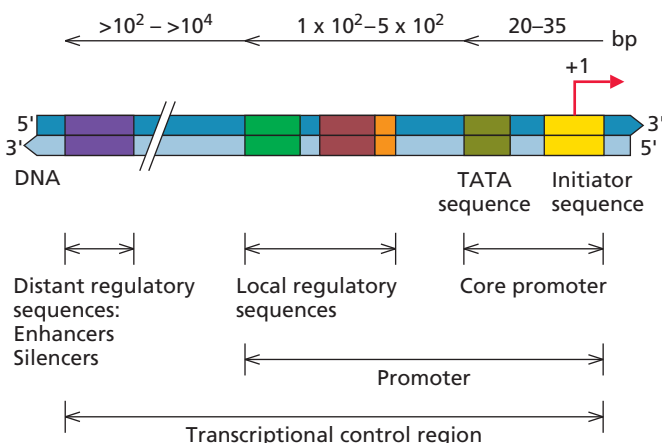 >10² – >10⁴ 1 x 10²–5 x 10² 20–35 bp
+1
5' 3'
3' 5'
DNA
TATA sequence
Initiator sequence
Distant regulatory
sequences:
Enhancers
Silencers
Local regulatory
sequences
Core promoter
Promoter
Transcriptional control region